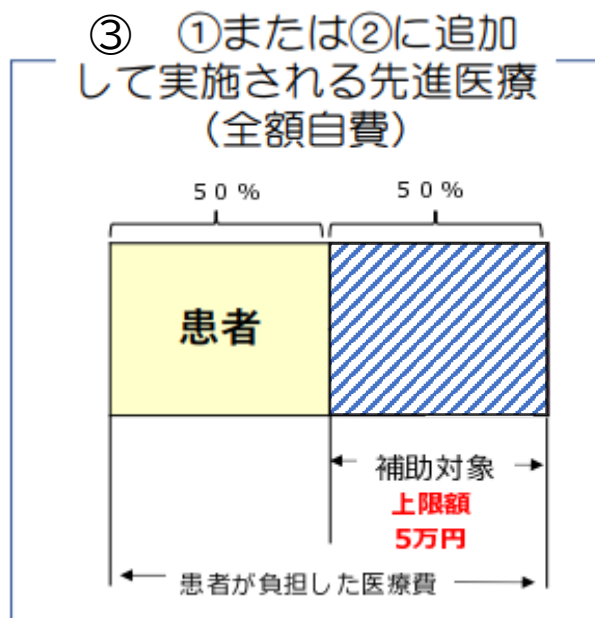 ③ ①または②に追加
して実施される先進医療
（全額自費）
５０％ ５０％
患者
補助対象
上限額
5万円
患者が負担した医療費